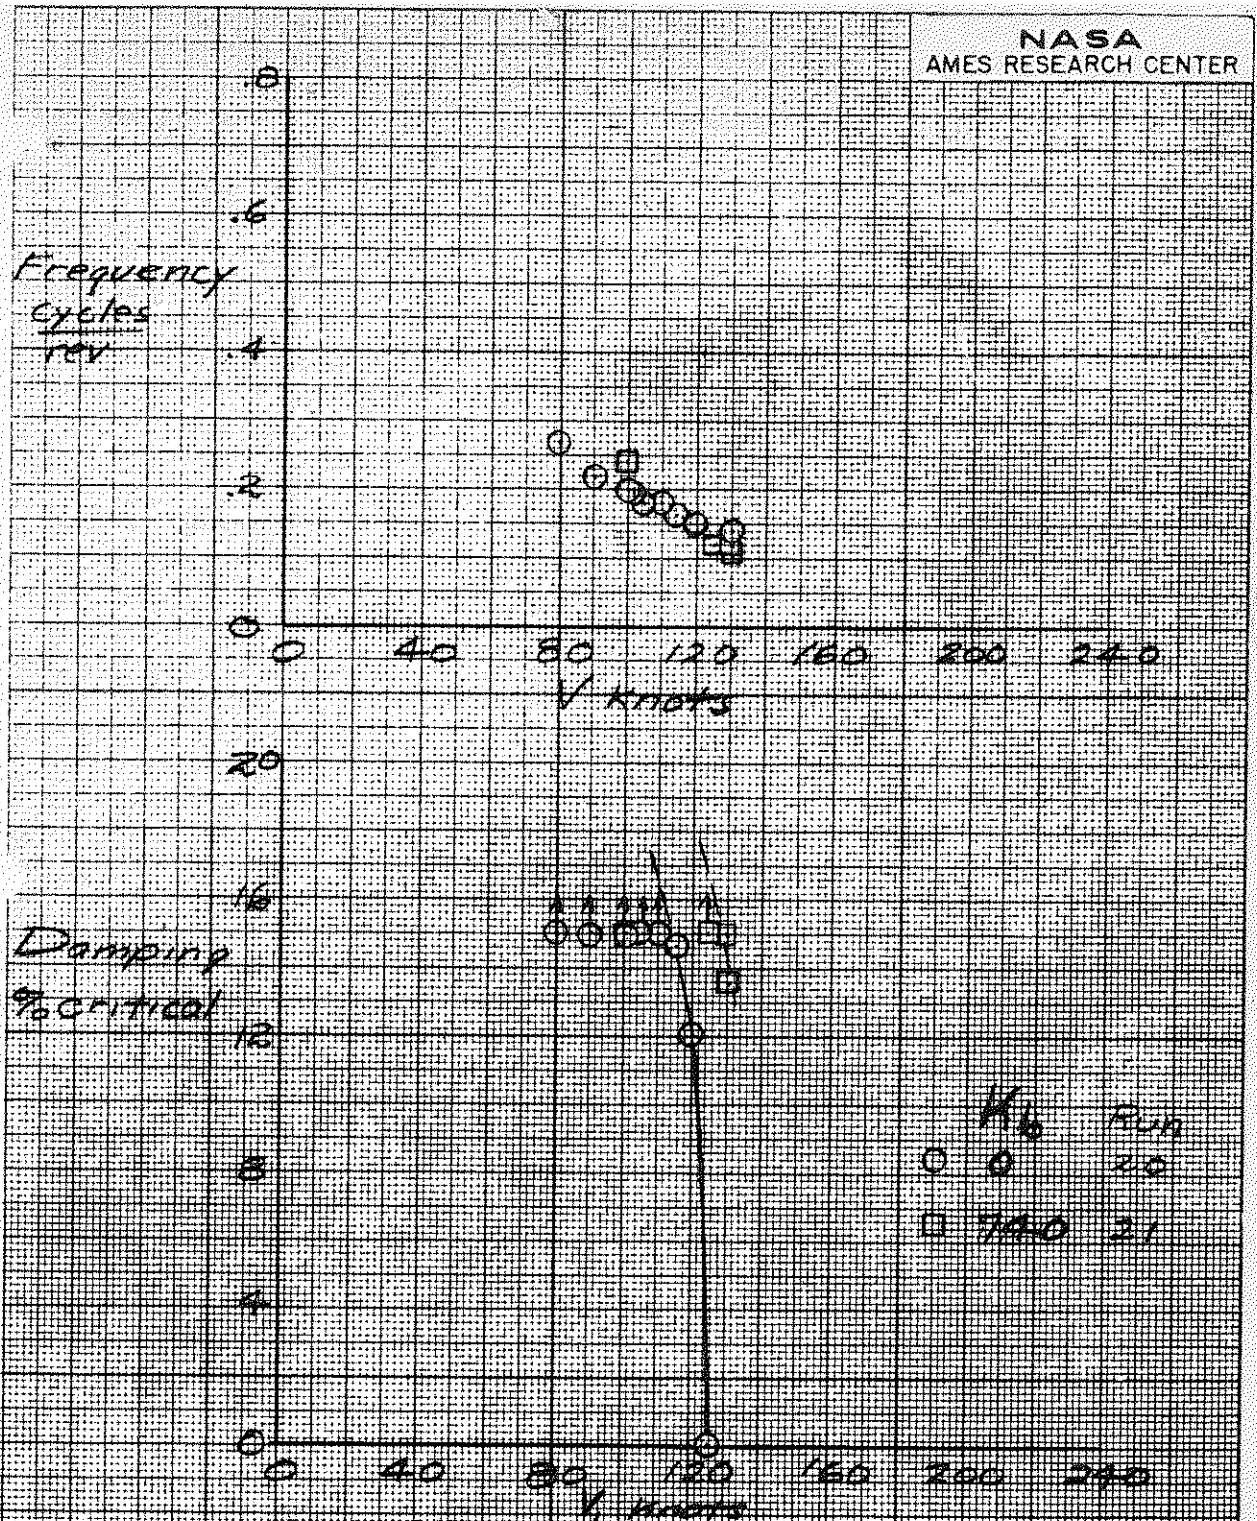 NASA
AMES RESEARCH CENTER
.8
.6
Frequency
cycles
rev
.4
.2
0
0 40 80 120 160 200 240
V Knots
20
16
Damping
% critical
12
Kb Run
0 20
8
740 21
4
0
0 40 80 120 160 200 240
V, Knots